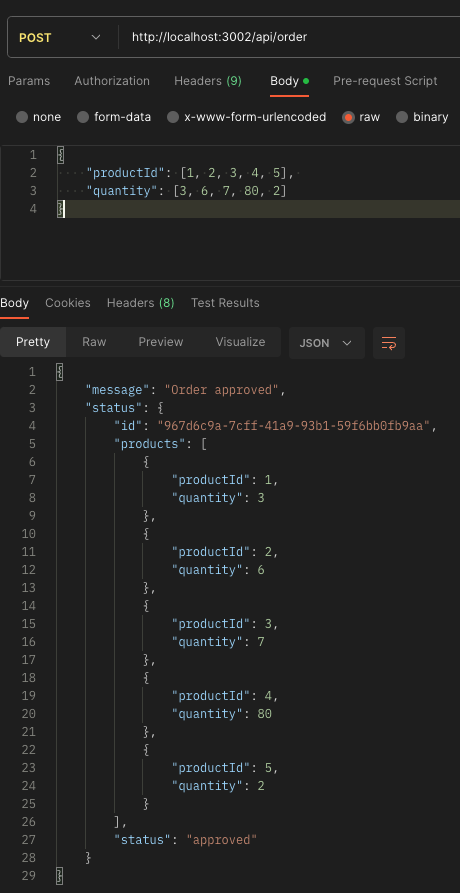 POST http://localhost:3002/api/order
Params Authorization Headers (9) Body Pre-request Script
none form-data x-www-form-urlencoded raw binary
1 {
2 "productId": [1, 2, 3, 4, 5],
3 "quantity": [3, 6, 7, 80, 2]
4 }
Body Cookies Headers (8) Test Results
Pretty Raw Preview Visualize JSON
1 {
2 "message": "Order approved",
3 "status": {
4 "id": "967d6c9a-7cff-41a9-93b1-59f6bb0fb9aa",
5 "products": [
6 {
7 "productId": 1,
8 "quantity": 3
9 },
10 {
11 "productId": 2,
12 "quantity": 6
13 },
14 {
15 "productId": 3,
16 "quantity": 7
17 },
18 {
19 "productId": 4,
20 "quantity": 80
21 },
22 {
23 "productId": 5,
24 "quantity": 2
25 }
26 ],
27 "status": "approved"
28 }
29 }